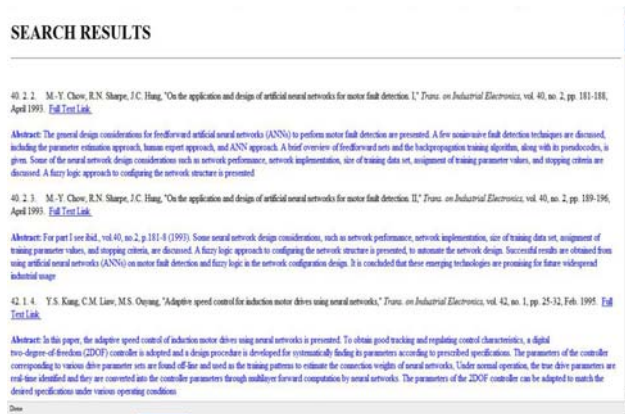 SEARCH RESULTS
40. 2. 2. M.-Y. Chow, R.N. Sharpe, J.C. Hung, "On the application and design of artificial neural networks for motor fault detection. I," Trans. on Industrial Electronics, vol. 40, no. 2, pp. 181-188,
April 1993. Full Text Link
Abstract: The general design considerations for feedforward artificial neural networks (ANNs) to perform motor fault detection are presented. A few noninvasive fault detection techniques are discussed,
including the parameter estimation approach, human expert approach, and ANN approach. A brief overview of feedforward nets and the backpropagation training algorithm, along with its pseudocodes, is
given. Some of the neural network design considerations such as network performance, network implementation, size of training data set, assignment of training parameter values, and stopping criteria are
discussed. A fuzzy logic approach to configuring the network structure is presented
40. 2. 3. M.-Y. Chow, R.N. Sharpe, J.C. Hung, "On the application and design of artificial neural networks for motor fault detection. II," Trans. on Industrial Electronics, vol. 40, no. 2, pp. 189-196,
April 1993. Full Text Link
Abstract: For part I see ibid., vol.40, no.2, p.181-8 (1993). Some neural network design considerations, such as network performance, network implementation, size of training data set, assignment of
training parameter values, and stopping criteria, are discussed. A fuzzy logic approach to configuring the network structure is presented, to automate the network design. Successful results are obtained from
using artificial neural networks (ANNs) on motor fault detection and fuzzy logic in the network configuration design. It is concluded that these emerging technologies are promising for future widespread
industrial usage
42. 1. 4. Y.S. Kung, C.M. Liaw, M.S. Ouyang, "Adaptive speed control for induction motor drives using neural networks," Trans. on Industrial Electronics, vol. 42, no. 1, pp. 25-32, Feb. 1995. Full
Text Link
Abstract: In this paper, the adaptive speed control of induction motor drives using neural networks is presented. To obtain good tracking and regulating control characteristics, a digital
two-degree-of-freedom (2DOF) controller is adopted and a design procedure is developed for systematically finding its parameters according to prescribed specifications. The parameters of the controller
corresponding to various drive parameter sets are found off-line and used as the training patterns to estimate the connection weights of neural networks, Under normal operation, the true drive parameters are
real-time identified and they are converted into the controller parameters through multilayer forward computation by neural networks. The parameters of the 2DOF controller can be adapted to match the
desired specifications under various operating conditions
Done